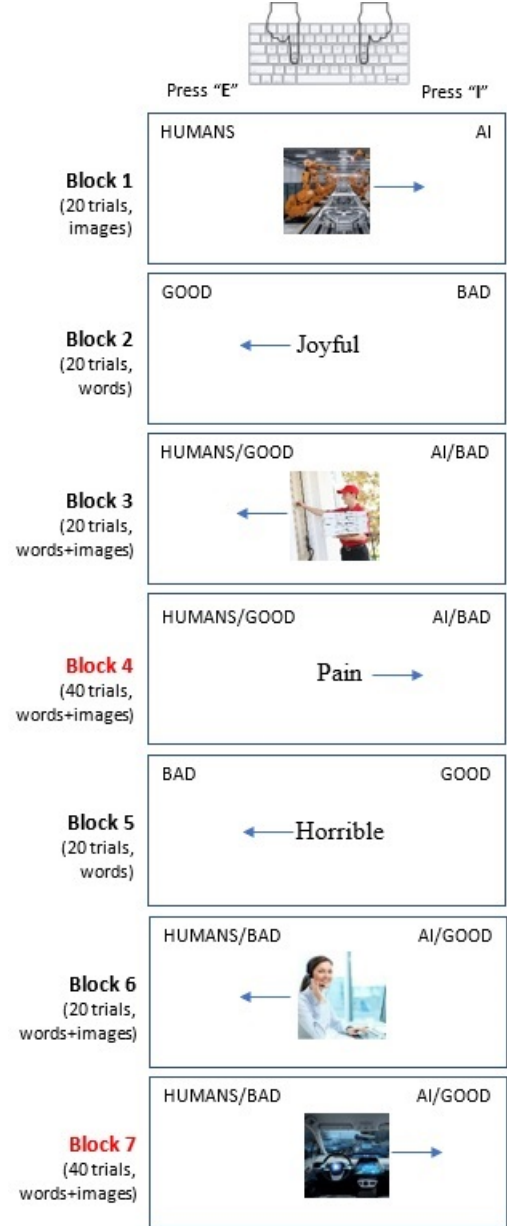 Press “E”
Press “I”
HUMANS
AI
Block 1
(20 trials,
images)
GOOD
BAD
Block 2
(20 trials,
words)
Joyful
HUMANS/GOOD
AI/BAD
Block 3
(20 trials,
words+images)
HUMANS/GOOD
AI/BAD
Block 4
(40 trials,
words+images)
Pain
BAD
GOOD
Block 5
(20 trials,
words)
Horrible
HUMANS/BAD
AI/GOOD
Block 6
(20 trials,
words+images)
HUMANS/BAD
AI/GOOD
Block 7
(40 trials,
words+images)